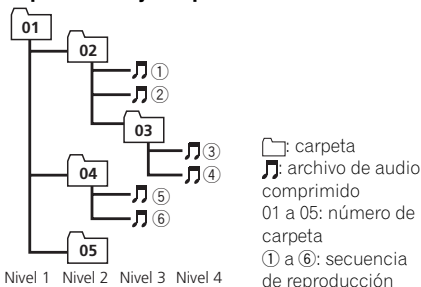 01
02
①
②
03
③
④
04
⑤
⑥
05
Nivel 1 Nivel 2 Nivel 3 Nivel 4
: carpeta
: archivo de audio
comprimido
01 a 05: número de
carpeta
① a ⑥: secuencia
de reproducción